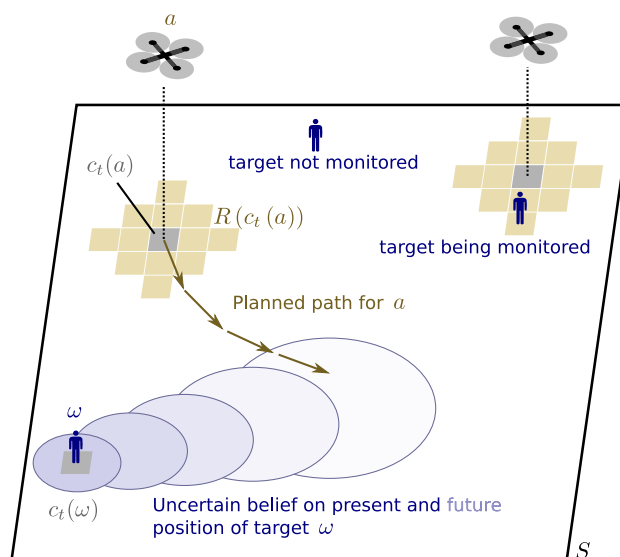 a
target not monitored
c_t(a)
R(c_t(a))
target being monitored
Planned path for a
ω
c_t(ω)
Uncertain belief on present and future
position of target ω
S